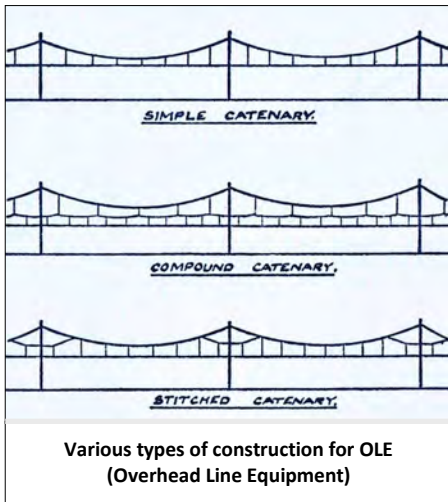 SIMPLE CATENARY.
COMPOUND CATENARY.
STITCHED CATENARY.
Various types of construction for OLE
(Overhead Line Equipment)